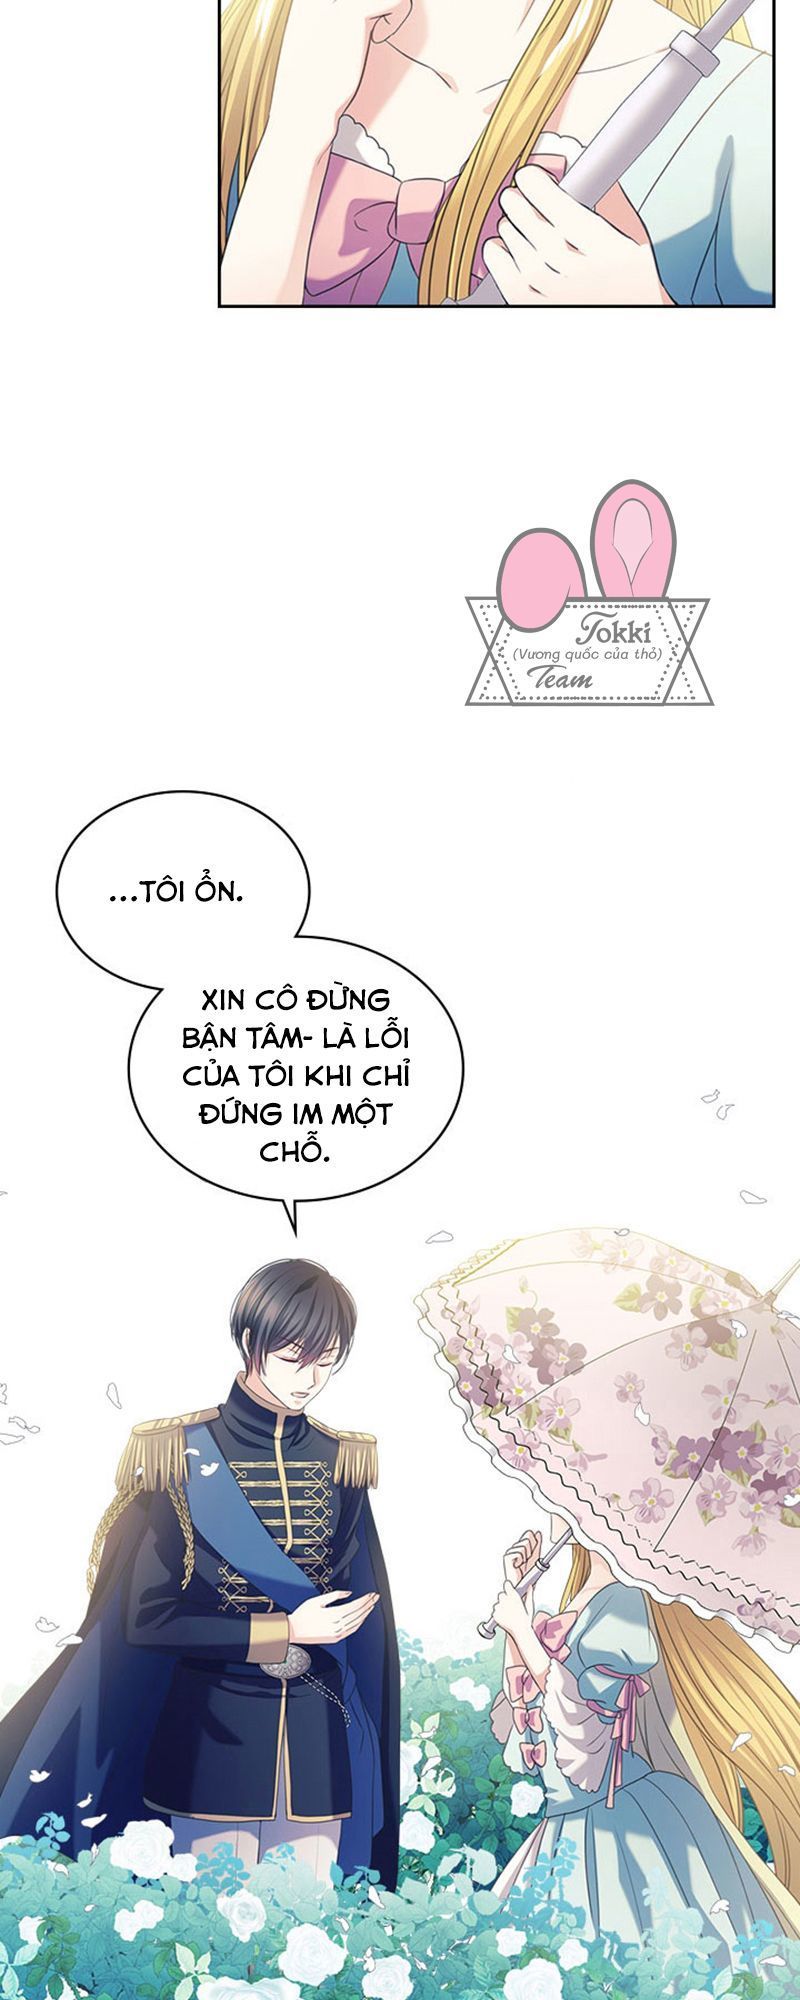 Tokki
(Vương quốc của thỏ)
Team
...TÔI ỔN.
XIN CÔ ĐỪNG
BẬN TÂM- LÀ LỖI
CỦA TÔI KHI CHỈ
ĐỨNG IM MỘT
CHỖ.